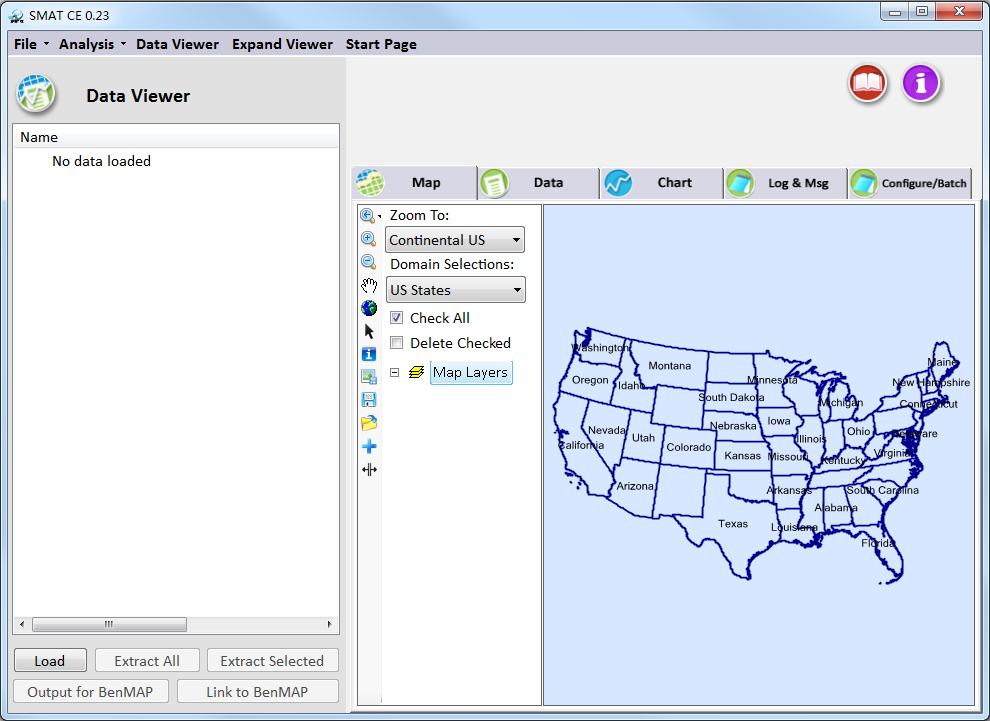 SMAT CE 0.23
File Analysis Data Viewer Expand Viewer Start Page
Data Viewer
Name
No data loaded
Load Extract All Extract Selected
Output for BenMAP Link to BenMAP
Map Data Chart Log & Msg Configure/Batch
Zoom To:
Continental US
Domain Selections:
US States
Check All
Delete Checked
Map Layers
Washington
Montana
Maine
Oregon
Idaho
Minnesota
New Hampshire
South Dakota
Michigan
Connecticut
Nebraska
Iowa
Nevada
Utah
Illinois
Ohio
Delaware
California
Colorado
Kansas
Missouri
Kentucky
Virginia
Arizona
Arkansas
South Carolina
Alabama
Texas
Louisiana
Florida